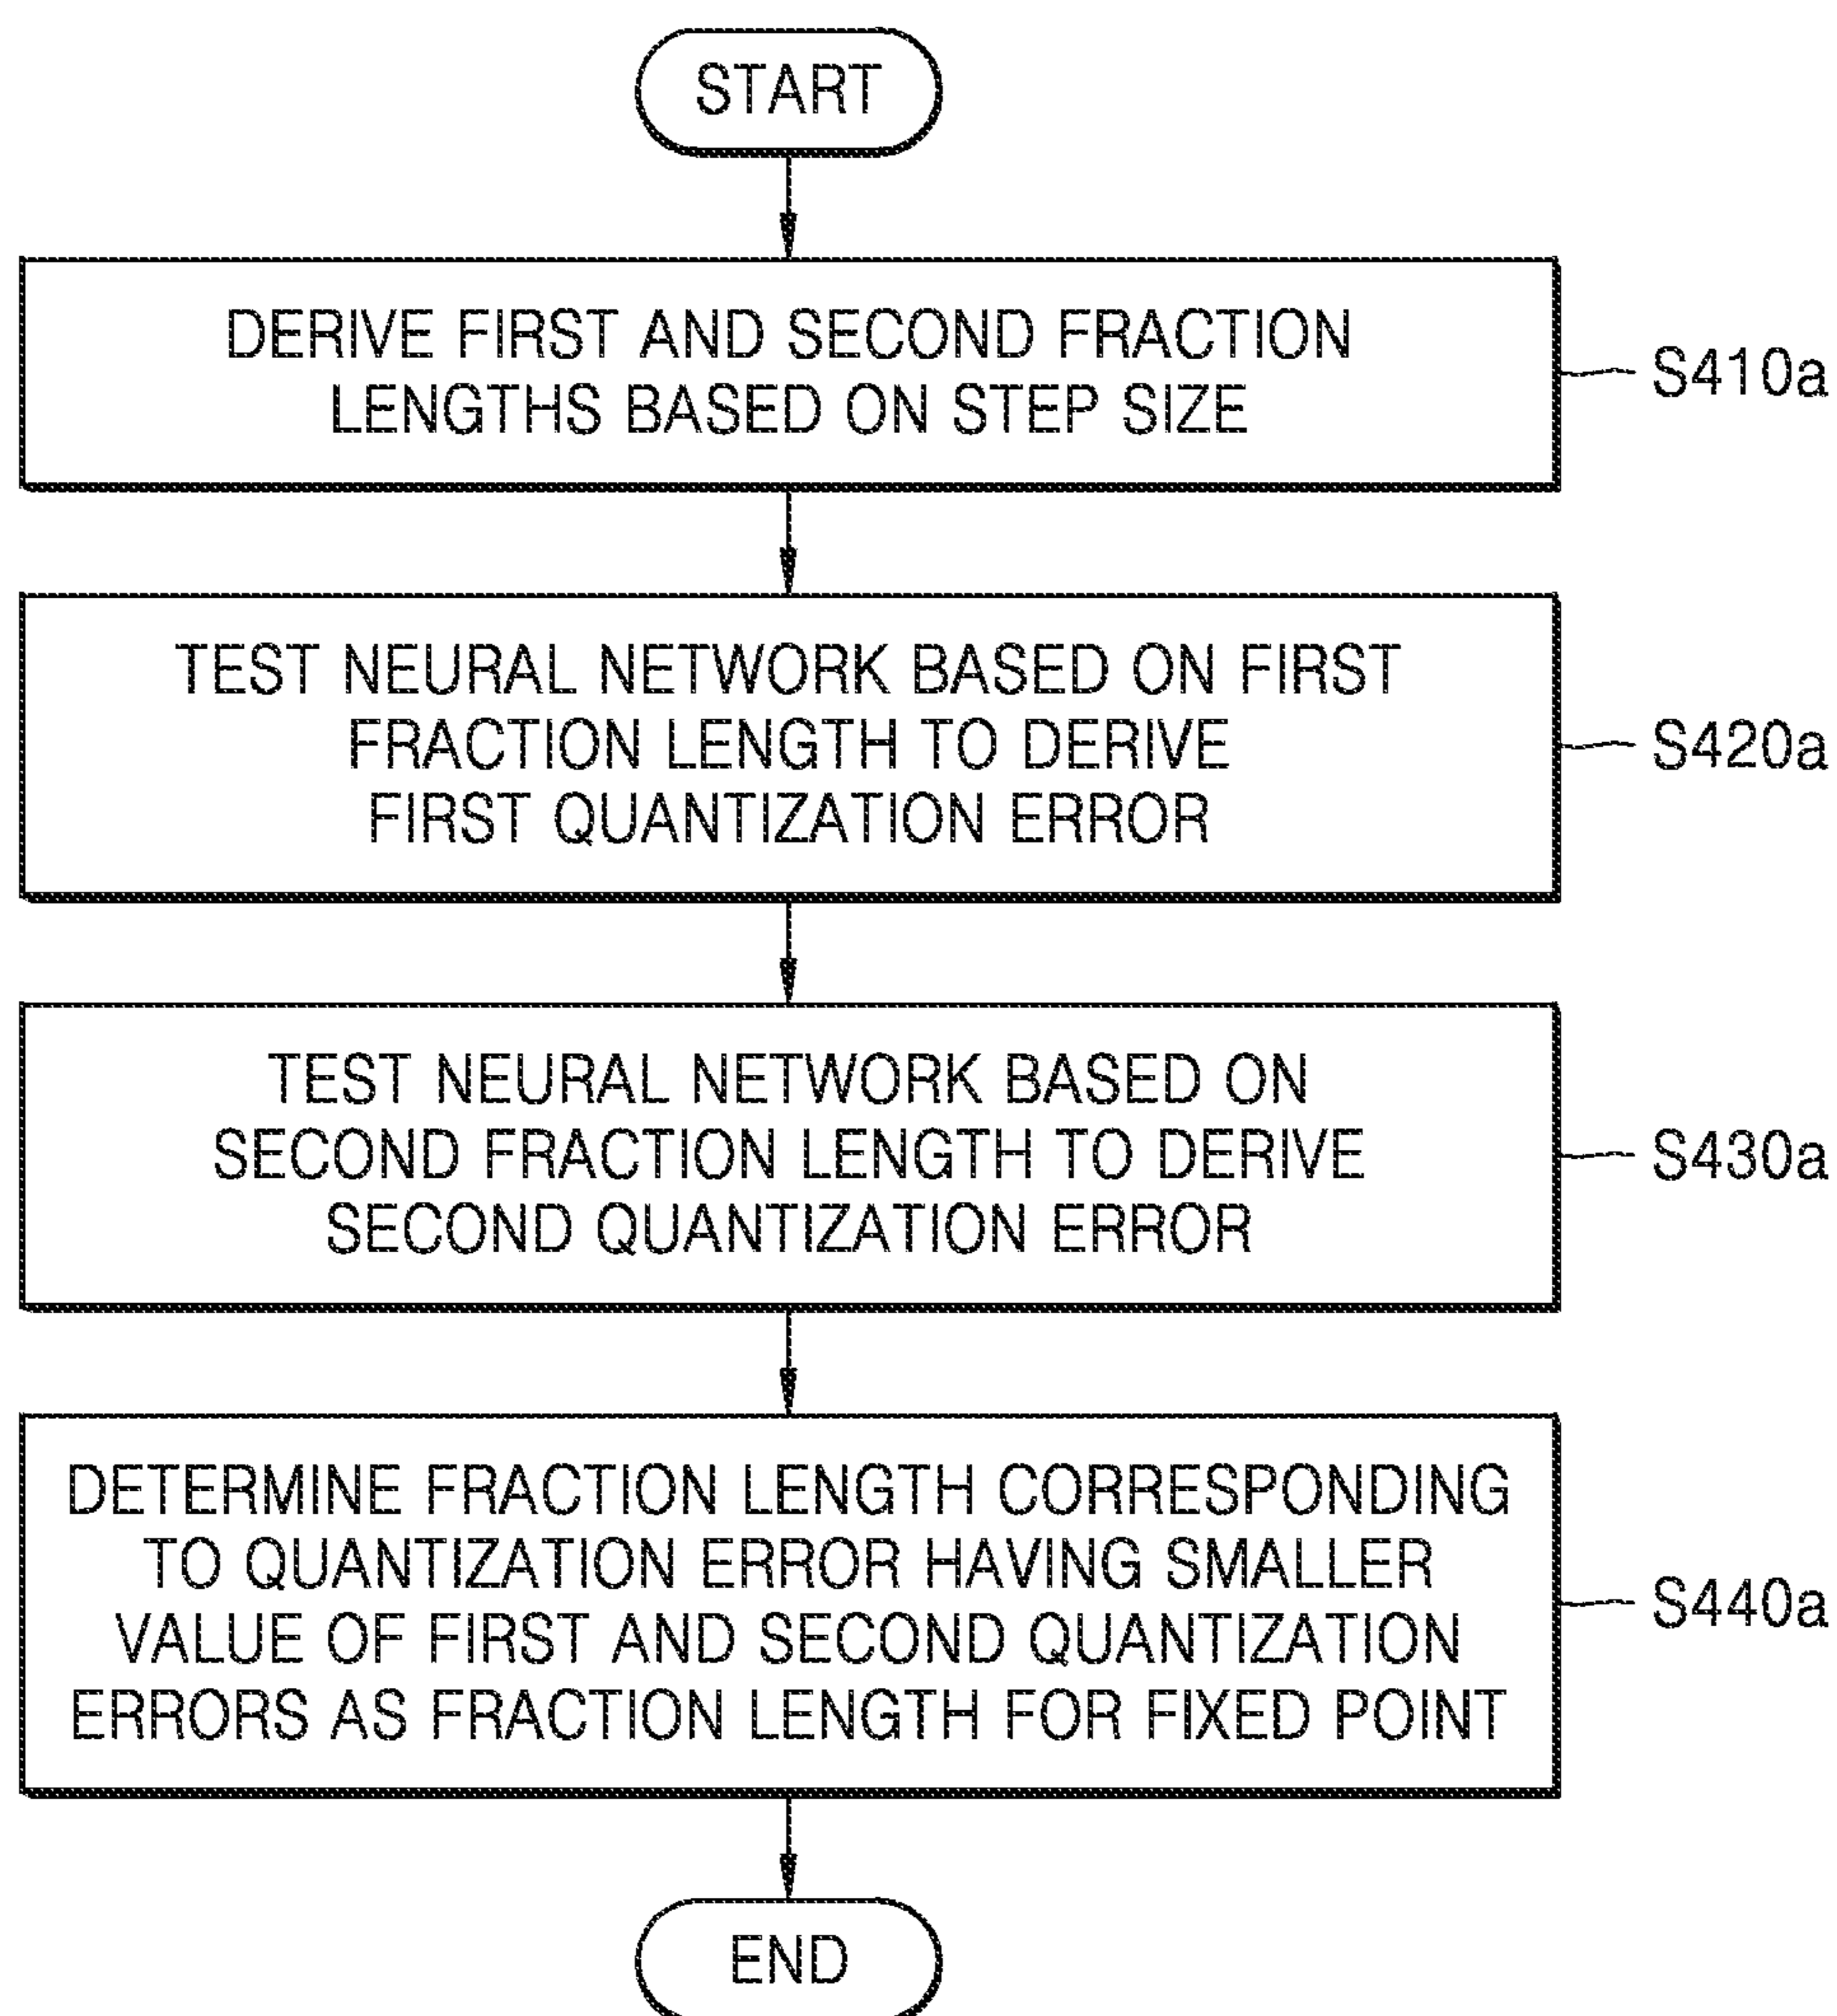 START
DERIVE FIRST AND SECOND FRACTION
LENGTHS BASED ON STEP SIZE
S410a
TEST NEURAL NETWORK BASED ON FIRST
FRACTION LENGTH TO DERIVE
FIRST QUANTIZATION ERROR
S420a
TEST NEURAL NETWORK BASED ON
SECOND FRACTION LENGTH TO DERIVE
SECOND QUANTIZATION ERROR
S430a
DETERMINE FRACTION LENGTH CORRESPONDING
TO QUANTIZATION ERROR HAVING SMALLER
VALUE OF FIRST AND SECOND QUANTIZATION
ERRORS AS FRACTION LENGTH FOR FIXED POINT
S440a
END